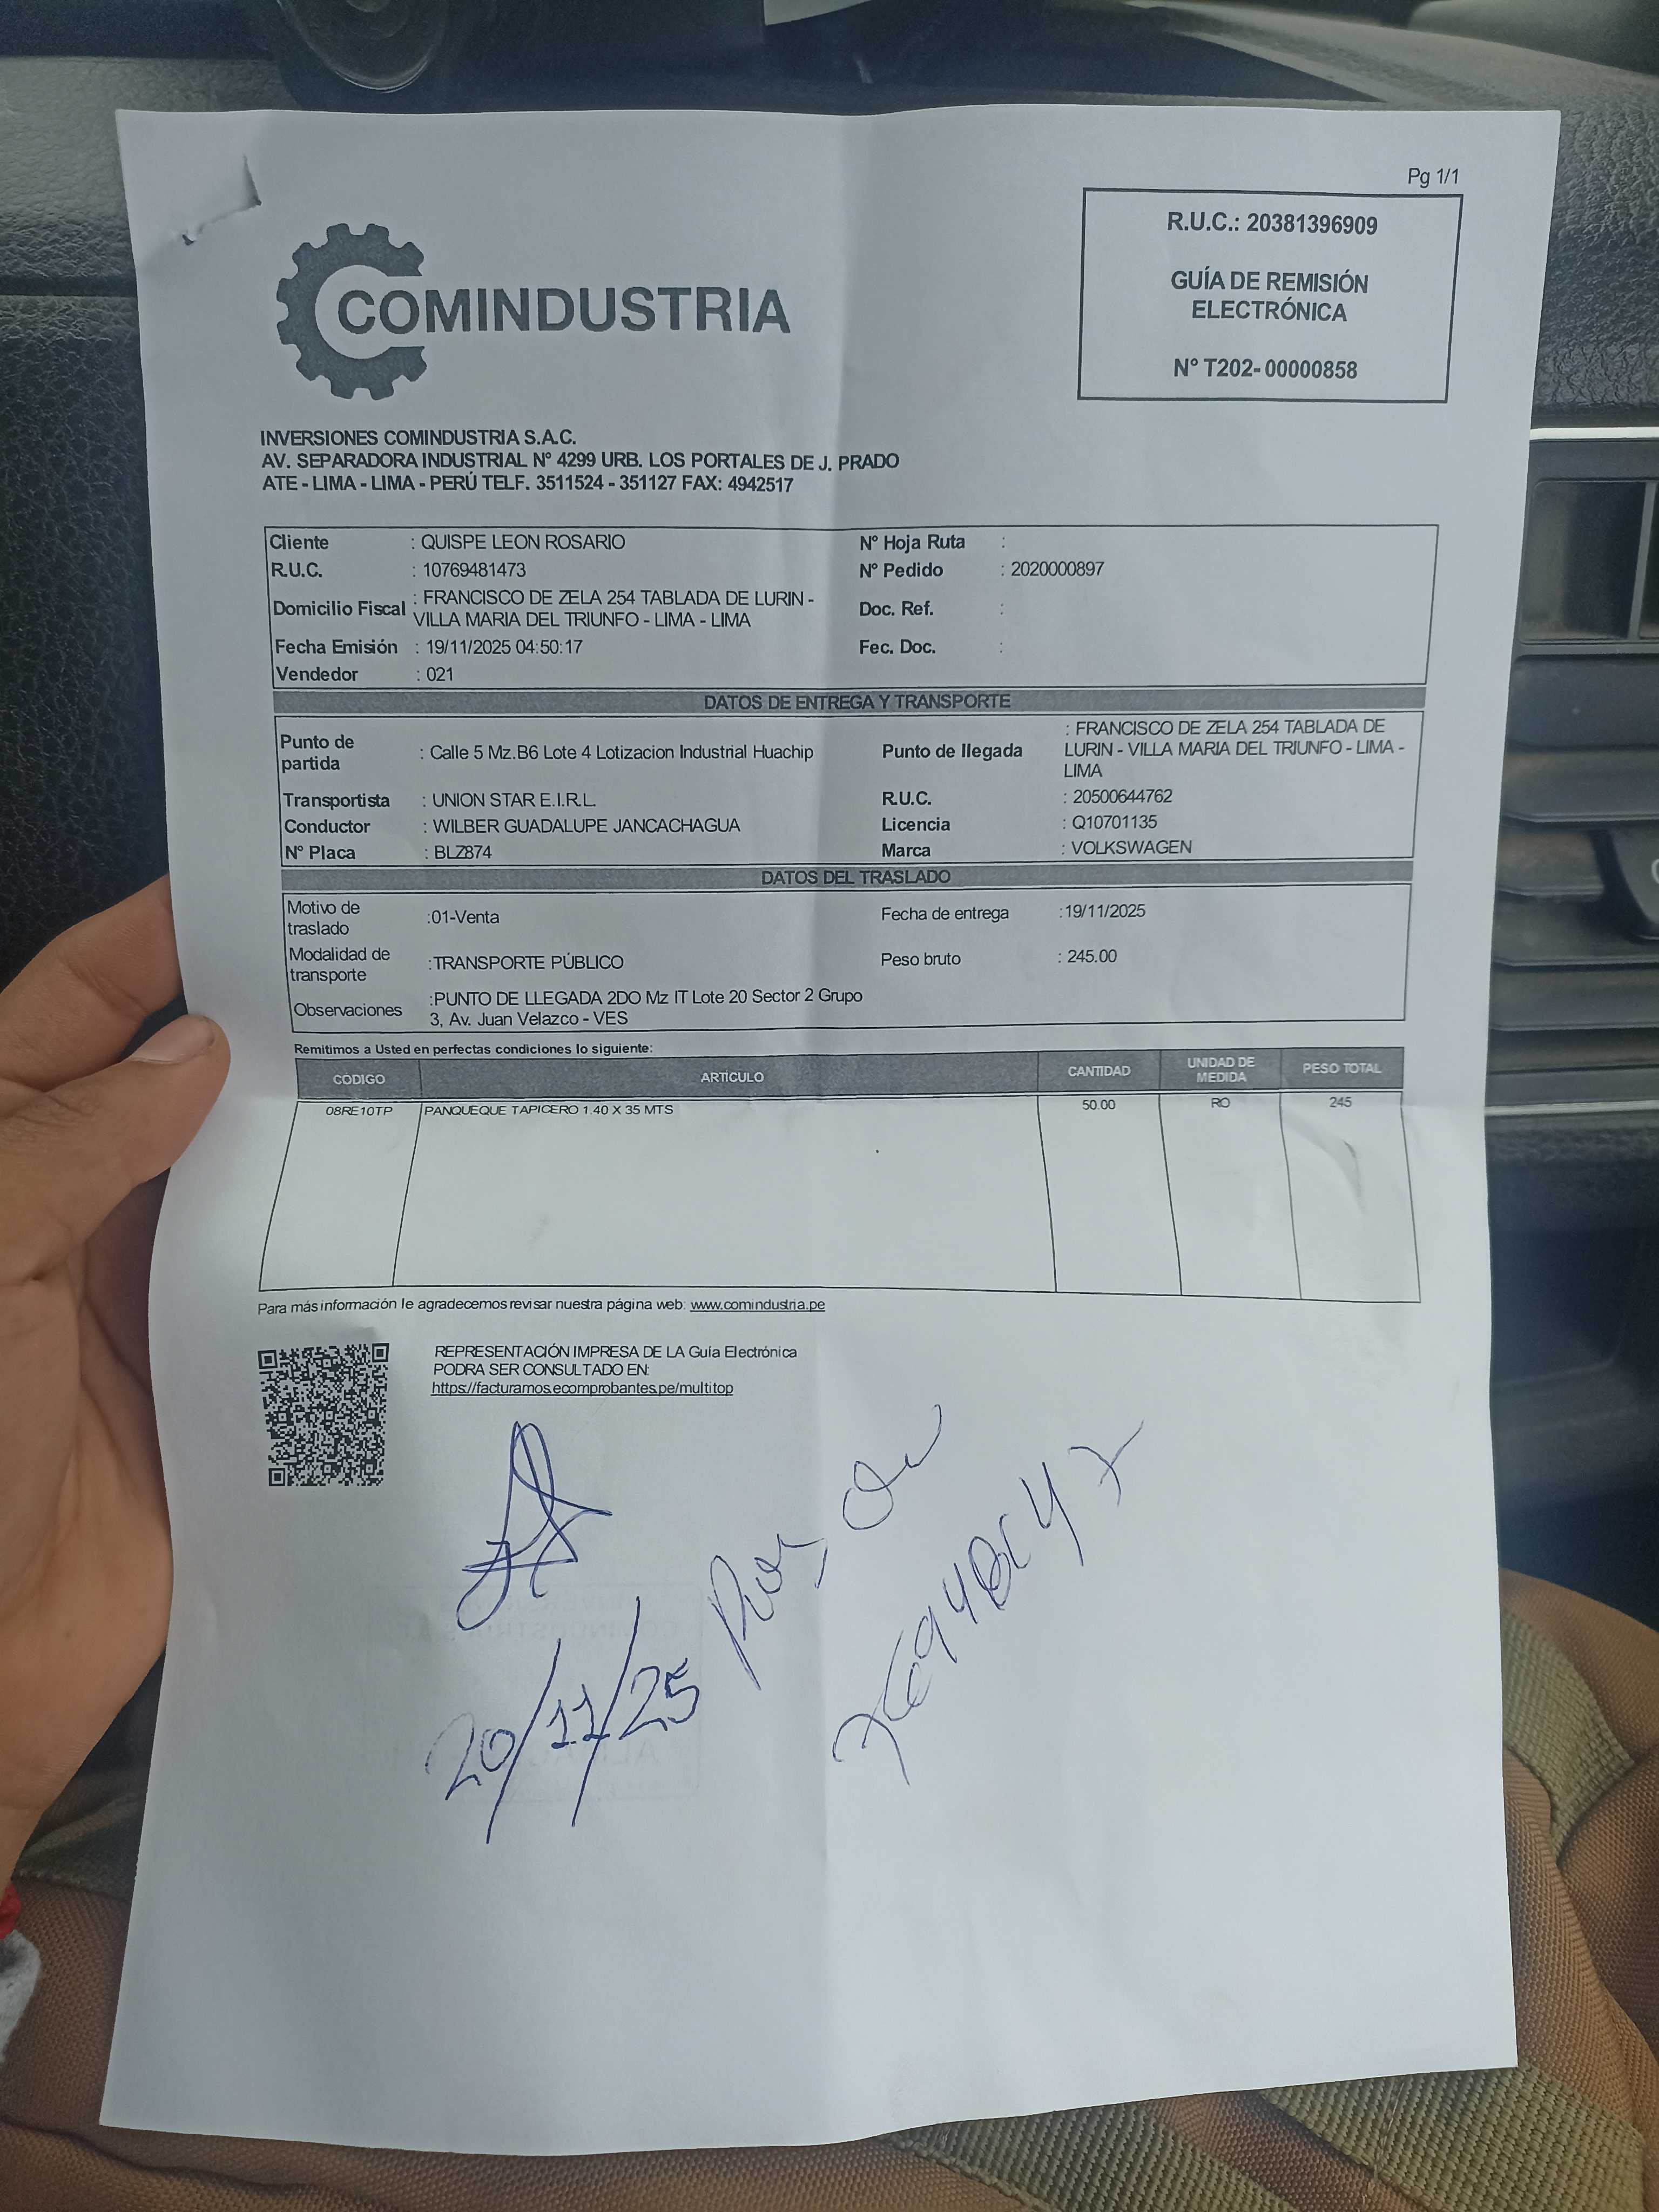 Pg 1/1
R.U.C.: 20381396909
GUÍA DE REMISIÓN
ELECTRÓNICA
N° T202- 00000858
COMINDUSTRIA
INVERSIONES COMINDUSTRIA S.A.C.
AV. SEPARADORA INDUSTRIAL N° 4299 URB. LOS PORTALES DE J. PRADO
ATE - LIMA - LIMA - PERÚ TELF. 3511524 - 351127 FAX: 4942517
Cliente : QUISPE LEON ROSARIO N° Hoja Ruta :
R.U.C. : 10769481473 N° Pedido : 2020000897
Domicilio Fiscal : FRANCISCO DE ZELA 254 TABLADA DE LURIN - Doc. Ref. :
VILLA MARIA DEL TRIUNFO - LIMA - LIMA
Fecha Emisión : 19/11/2025 04:50:17 Fec. Doc. :
Vendedor : 021
DATOS DE ENTREGA Y TRANSPORTE
Punto de partida : Calle 5 Mz.B6 Lote 4 Lotizacion Industrial Huachip
Punto de llegada : FRANCISCO DE ZELA 254 TABLADA DE
LURIN - VILLA MARIA DEL TRIUNFO - LIMA -
LIMA
Transportista : UNION STAR E.I.R.L. R.U.C. : 20500644762
Conductor : WILBER GUADALUPE JANCACHAGUA Licencia : Q10701135
N° Placa : BLZ874 Marca : VOLKSWAGEN
DATOS DEL TRASLADO
Motivo de traslado :01-Venta Fecha de entrega :19/11/2025
Modalidad de transporte :TRANSPORTE PÚBLICO Peso bruto : 245.00
Observaciones :PUNTO DE LLEGADA 2DO Mz IT Lote 20 Sector 2 Grupo
3, Av. Juan Velazco - VES
Remitimos a Usted en perfectas condiciones lo siguiente:
CÓDIGO ARTÍCULO CANTIDAD UNIDAD DE MEDIDA PESO TOTAL
08RE10TP PANQUEQUE TAPICERO 1.40 X 35 MTS 50.00 RO 245
Para más información le agradecemos revisar nuestra página web: www.comindustria.pe
REPRESENTACIÓN IMPRESA DE LA Guía Electrónica
PODRA SER CONSULTADO EN:
https://facturamos.ecomprobantes.pe/multitop
20/11/25